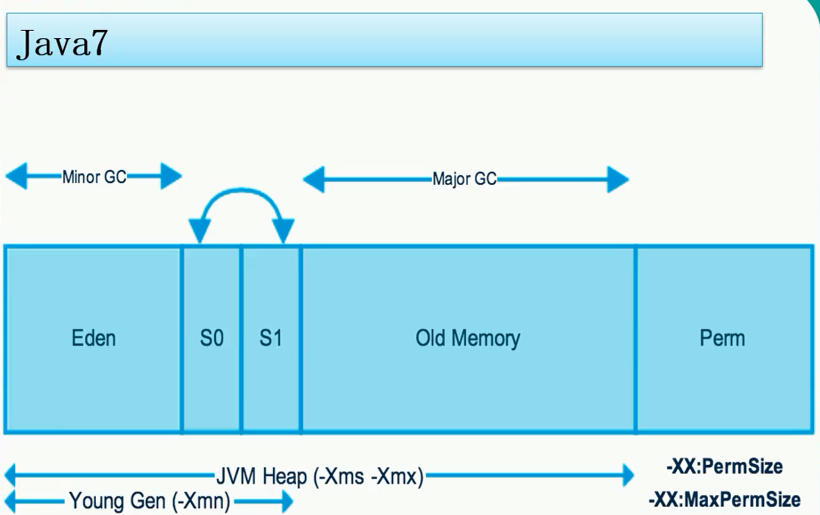 Java7
Minor GC
Major GC
Eden
S0
S1
Old Memory
Perm
JVM Heap (-Xms -Xmx)
-XX:PermSize
Young Gen (-Xmn)
-XX:MaxPermSize